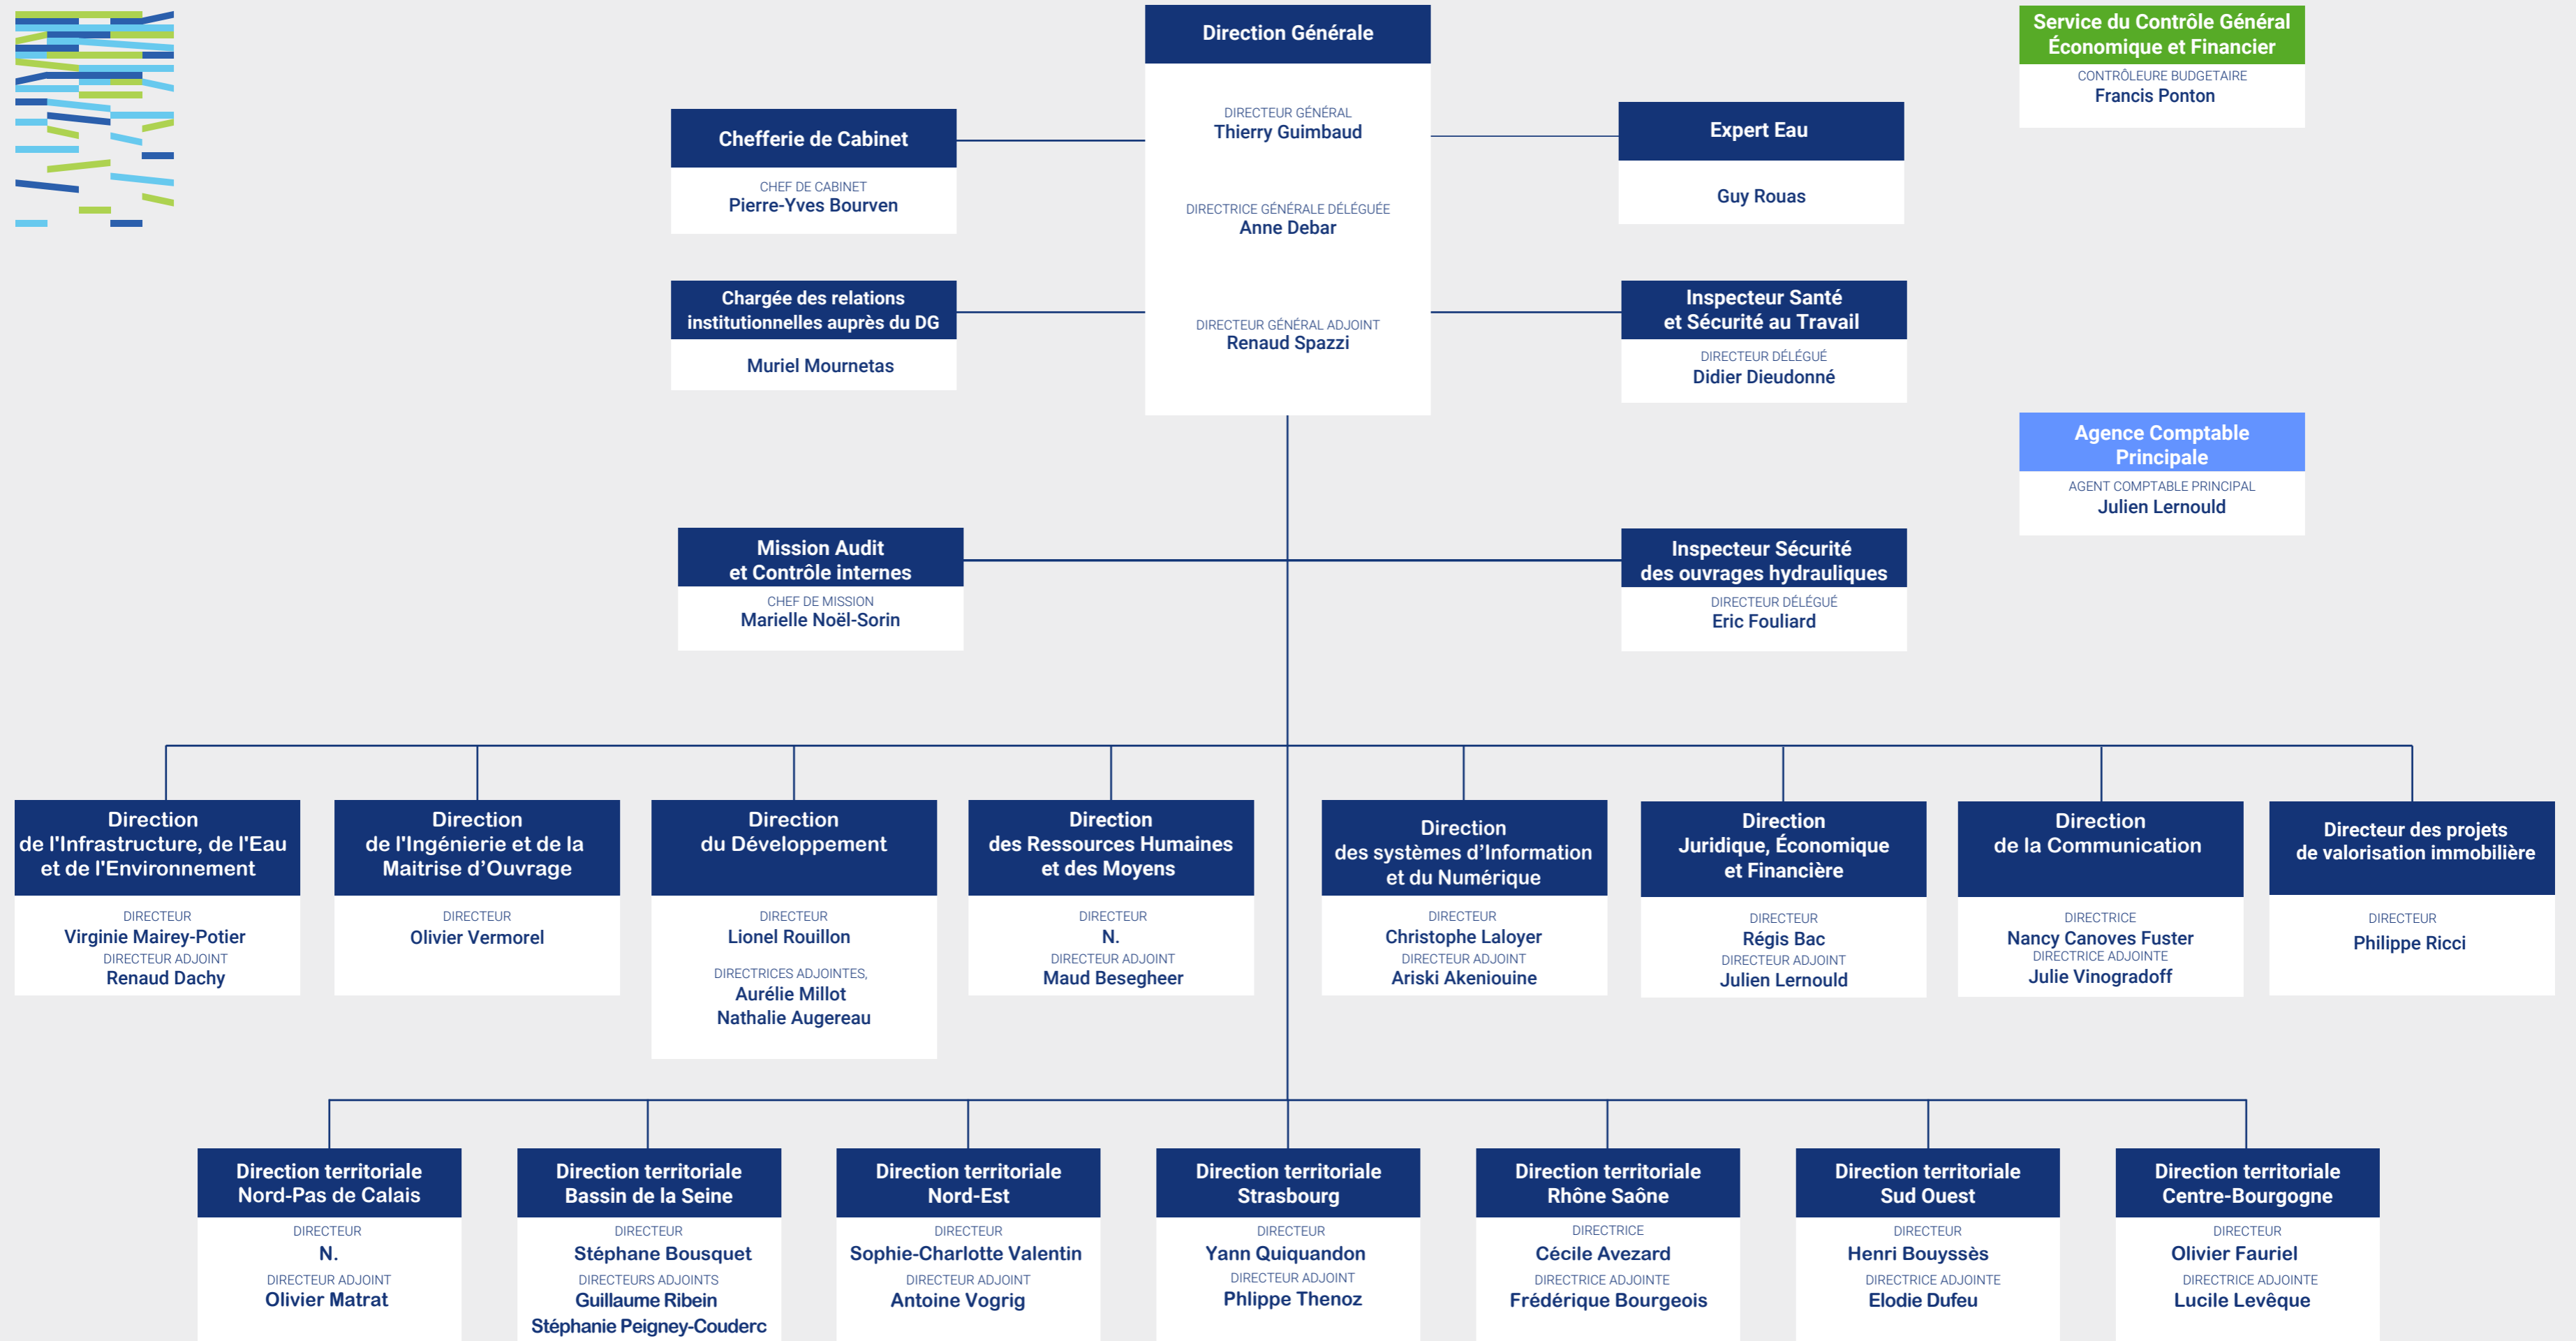 Direction Générale
DIRECTEUR GÉNÉRAL
Thierry Guimbaud
DIRECTRICE GÉNÉRALE DÉLÉGUÉE
Anne Debar
DIRECTEUR GÉNÉRAL ADJOINT
Renaud Spazzi
Service du Contrôle Général
Économique et Financier
CONTRÔLEURE BUDGETAIRE
Francis Ponton
Chefferie de Cabinet
CHEF DE CABINET
Pierre-Yves Bourven
Expert Eau
Guy Rouas
Chargée des relations
institutionnelles auprès du DG
Muriel Mournetas
Inspecteur Santé
et Sécurité au Travail
DIRECTEUR DÉLÉGUÉ
Didier Dieudonné
Agence Comptable
Principale
AGENT COMPTABLE PRINCIPAL
Julien Lernould
Mission Audit
et Contrôle internes
CHEF DE MISSION
Marielle Noël-Sorin
Inspecteur Sécurité
des ouvrages hydrauliques
DIRECTEUR DÉLÉGUÉ
Eric Fouliard
Direction
de l'Infrastructure, de l'Eau
et de l'Environnement
DIRECTEUR
Virginie Mairey-Potier
DIRECTEUR ADJOINT
Renaud Dachy
Direction
de l'Ingénierie et de la
Maitrise d’Ouvrage
DIRECTEUR
Olivier Vermorel
Direction
du Développement
DIRECTEUR
Lionel Rouillon
DIRECTRICES ADJOINTES,
Aurélie Millot
Nathalie Augereau
Direction
des Ressources Humaines
et des Moyens
DIRECTEUR
N.
DIRECTEUR ADJOINT
Maud Besegheer
Direction
des systèmes d’Information
et du Numérique
DIRECTEUR
Christophe Laloyer
DIRECTEUR ADJOINT
Ariski Akeniouine
Direction
Juridique, Économique
et Financière
DIRECTEUR
Régis Bac
DIRECTEUR ADJOINT
Julien Lernould
Direction
de la Communication
DIRECTRICE
Nancy Canoves Fuster
DIRECTRICE ADJOINTE
Julie Vinogradoff
Directeur des projets
de valorisation immobilière
DIRECTEUR
Philippe Ricci
Direction territoriale
Nord-Pas de Calais
DIRECTEUR
N.
DIRECTEUR ADJOINT
Olivier Matrat
Direction territoriale
Bassin de la Seine
DIRECTEUR
Stéphane Bousquet
DIRECTEURS ADJOINTS
Guillaume Ribein
Stéphanie Peigney-Couderc
Direction territoriale
Nord-Est
DIRECTEUR
Sophie-Charlotte Valentin
DIRECTEUR ADJOINT
Antoine Vogrig
Direction territoriale
Strasbourg
DIRECTEUR
Yann Quiquandon
DIRECTEUR ADJOINT
Phlippe Thenoz
Direction territoriale
Rhône Saône
DIRECTRICE
Cécile Avezard
DIRECTRICE ADJOINTE
Frédérique Bourgeois
Direction territoriale
Sud Ouest
DIRECTEUR
Henri Bouyssès
DIRECTRICE ADJOINTE
Elodie Dufeu
Direction territoriale
Centre-Bourgogne
DIRECTEUR
Olivier Fauriel
DIRECTRICE ADJOINTE
Lucile Levêque